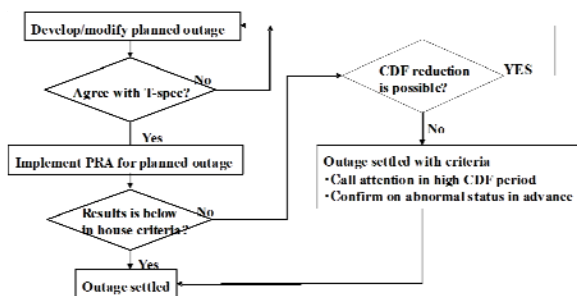 Develop/modify planned outage
No
Agree with T-spec?
Yes
Implement PRA for planned outage
Results is below
in house criteria?
No
Yes
Outage settled
CDF reduction
is possible?
YES
No
Outage settled with criteria
・Call attention in high CDF period
・Confirm on abnormal status in advance